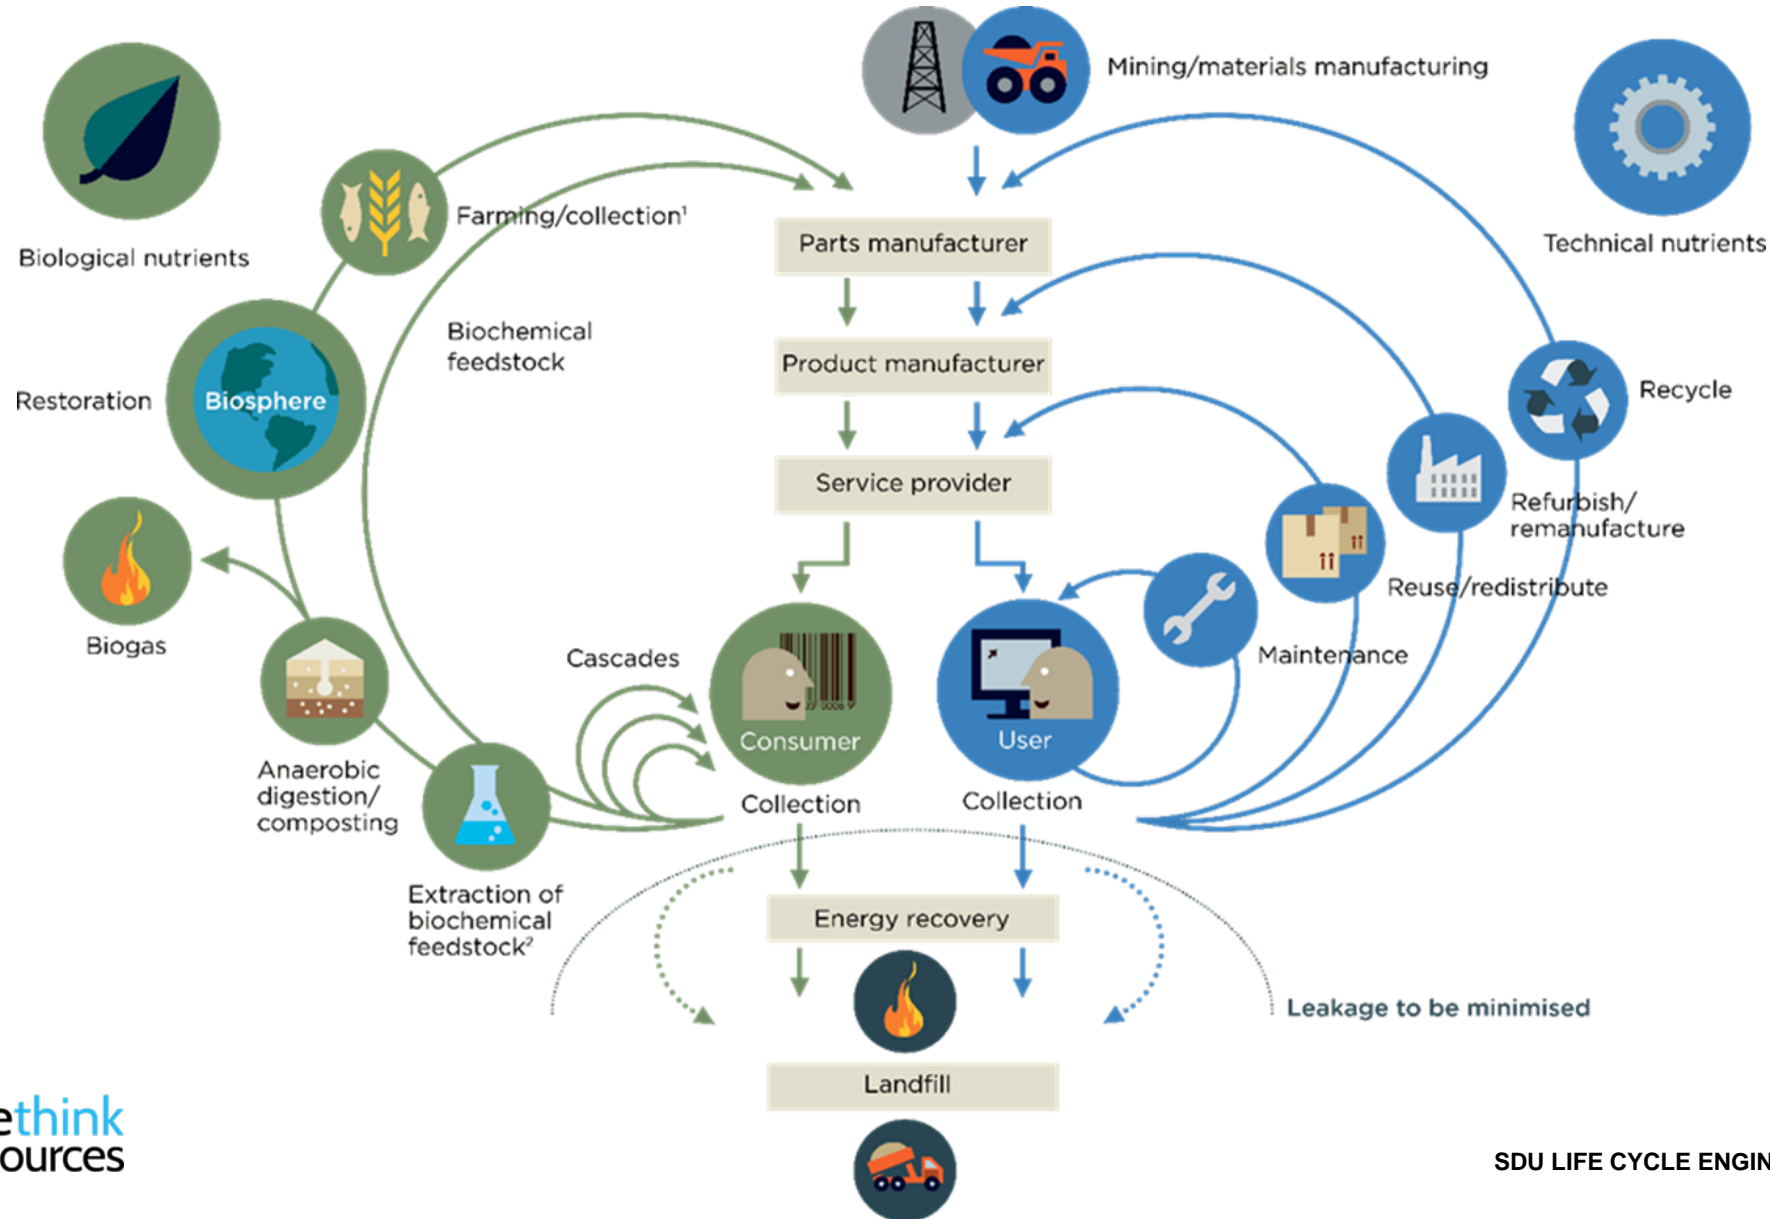 Mining/materials manufacturing
Biological nutrients
Farming/collection¹
Technical nutrients
Parts manufacturer
Biochemical
feedstock
Product manufacturer
Restoration
Biosphere
Recycle
Service provider
Refurbish/
remanufacture
Reuse/redistribute
Biogas
Cascades
Maintenance
Consumer
User
Anaerobic
digestion/
composting
Collection
Collection
Extraction of
biochemical
feedstock²
Energy recovery
Leakage to be minimised
Landfill
ethink
ources
SDU LIFE CYCLE ENGIN